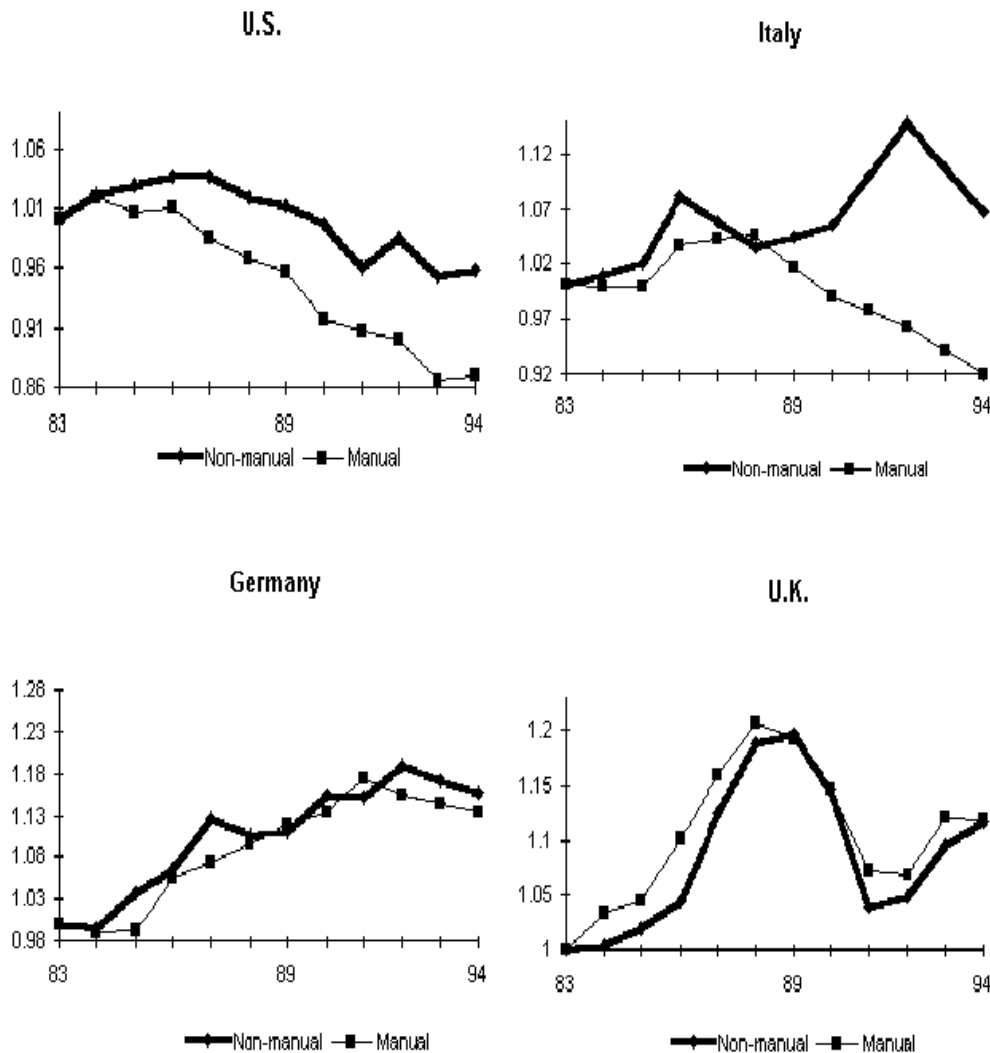 U.S.
1.06
1.01
0.96
0.91
0.86
83 89 94
Non-manual Manual
Italy
1.12
1.07
1.02
0.97
0.92
83 89 94
Non-manual Manual
Germany
1.28
1.23
1.18
1.13
1.08
1.03
0.98
83 89 94
Non-manual Manual
U.K.
1.2
1.15
1.1
1.05
1
83 89 94
Non-manual Manual